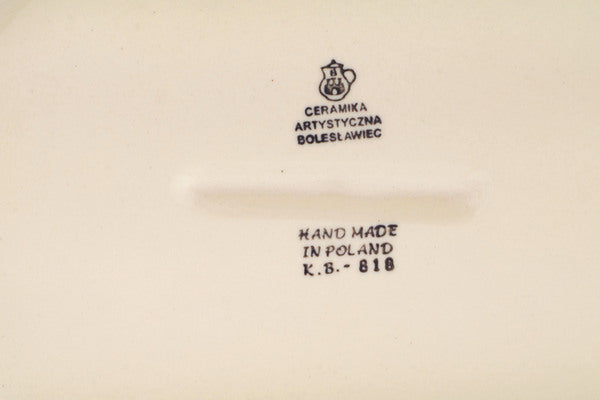 B
CERAMIKA
ARTYSTYCZNA
BOLESŁAWIEC
HAND MADE
IN POLAND
K.B.- 818